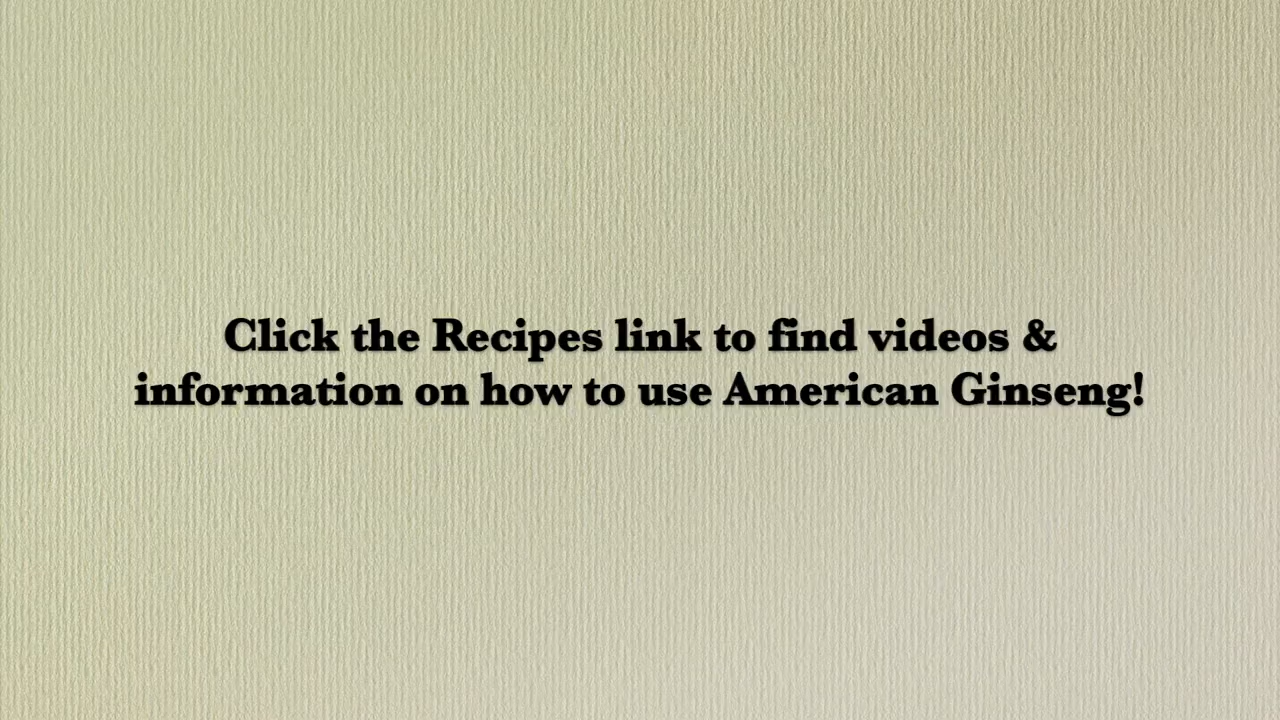 Click the Recipes link to find videos &
information on how to use American Ginseng!